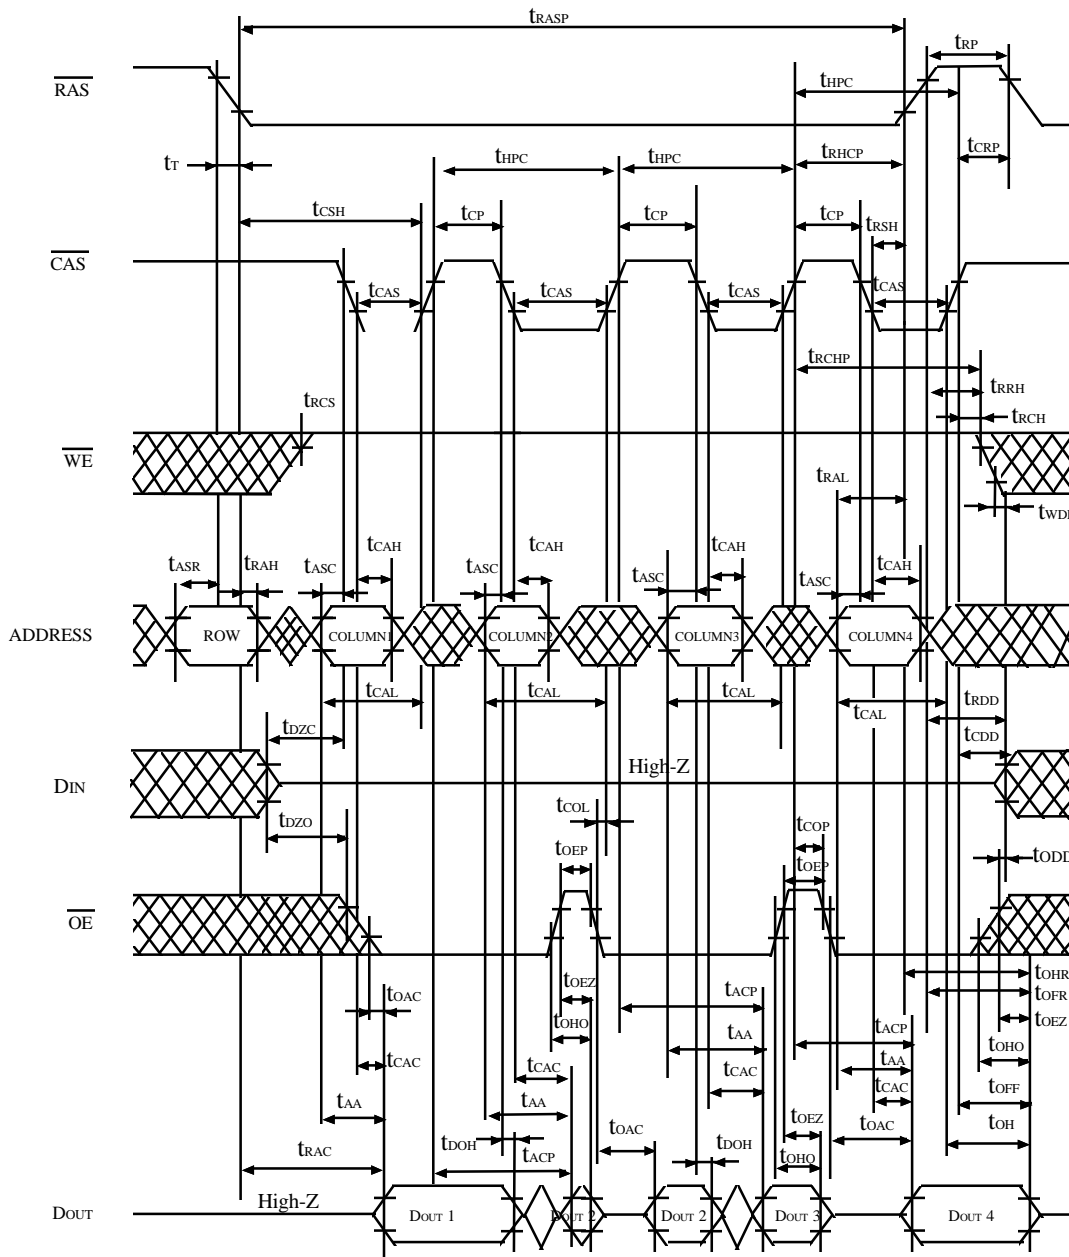 tRASP
tRP
RAS
tHPC
tT
tHPC
tHPC
tRHCP
tCRP
tCSH
tCP
tCP
tCP
tRSH
CAS
tCAS
tCAS
tCAS
tCAS
tRCHP
tRRH
tRCS
tRCH
WE
tRAL
tWD
tASR
tRAH
tASC
tCAH
tCAH
tASC
tCAH
tASC
tCAH
ADDRESS
ROW
COLUMN1
COLUMN2
COLUMN3
COLUMN4
tCAL
tCAL
tCAL
tCAL
tRDD
tDZC
tCDD
DIN
High-Z
tDZO
tCOL
tCOP
tOEP
tOEP
tODD
OE
tOAC
tOEZ
tOHO
tACP
tOHR
tOFR
tOEZ
tACP
tOHO
tCAC
tAA
tAA
tCAC
tCAC
tCAC
tAA
tAA
tOFF
tRAC
tDOH
tACP
tOAC
tDOH
tOEZ
tOHO
tOAC
tOH
High-Z
DOUT
DOUT 1
DOUT 2
DOUT 2
DOUT 3
DOUT 4